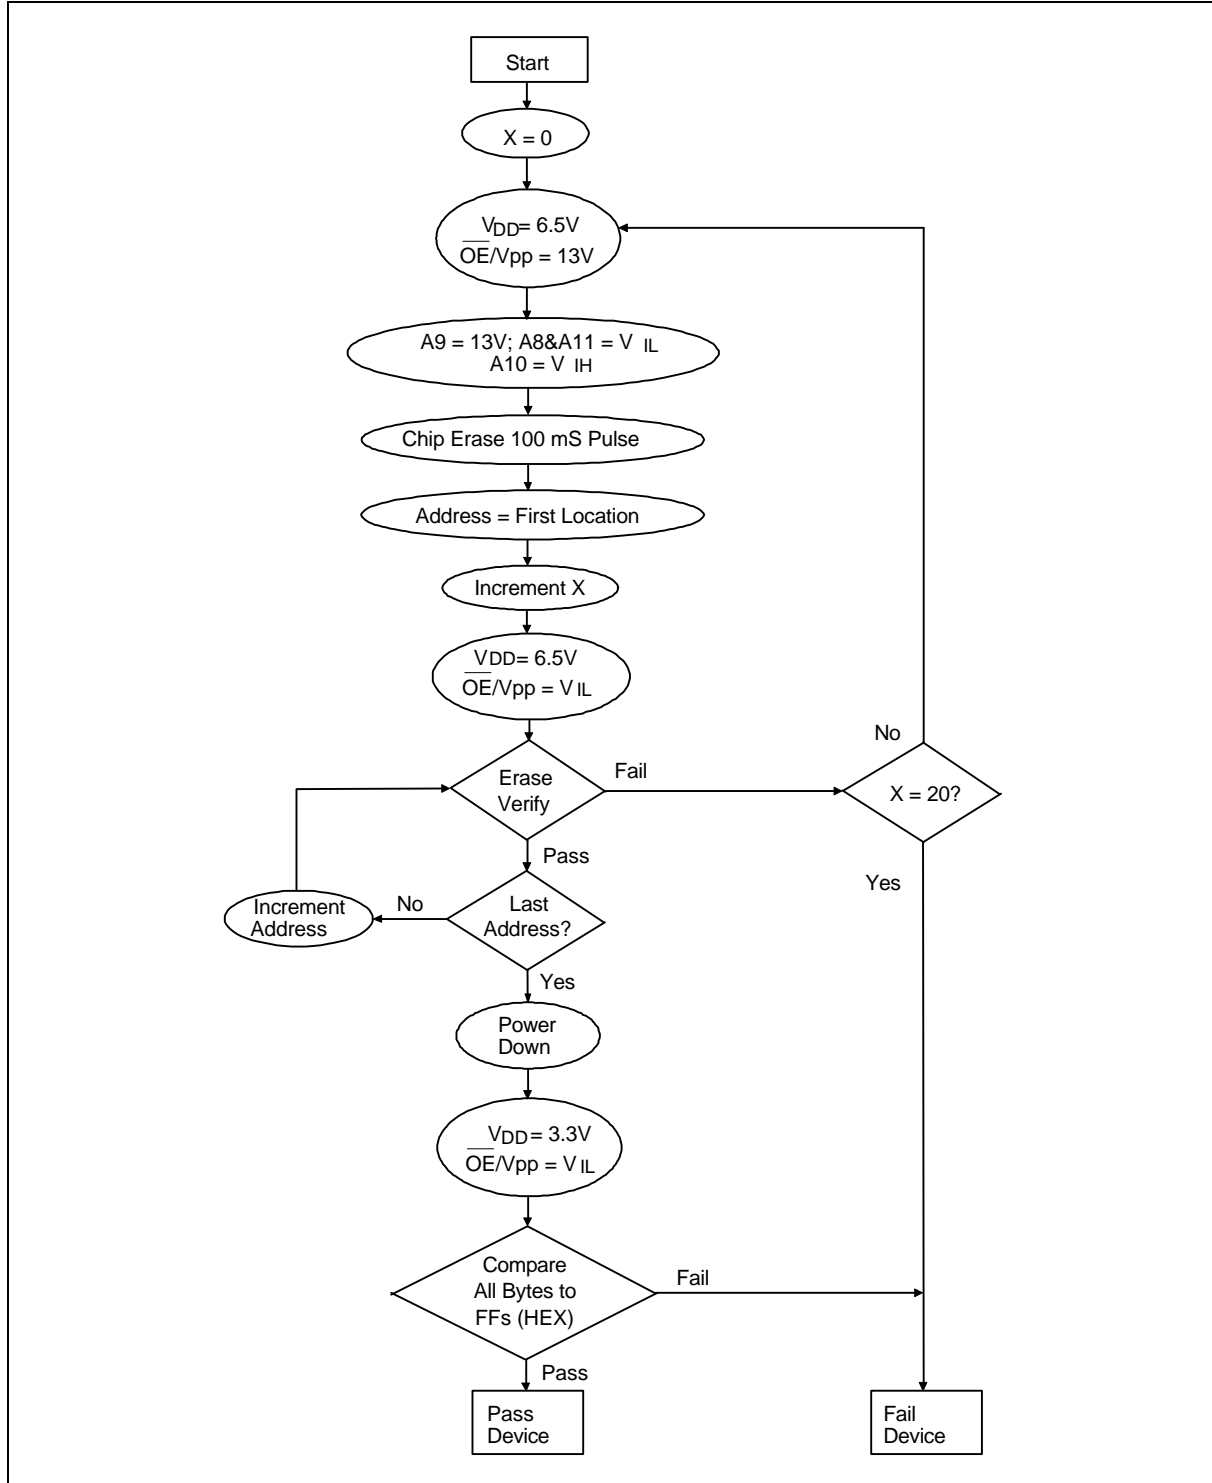 Start
X = 0
VDD= 6.5V
OE/Vpp = 13V
A9 = 13V; A8&A11 = V IL
A10 = V IH
Chip Erase 100 mS Pulse
Address = First Location
Increment X
VDD= 6.5V
OE/Vpp = V IL
Erase
Verify
Fail
No
X = 20?
Yes
Pass
Last
Address?
No
Increment
Address
Yes
Power
Down
VDD = 3.3V
OE/Vpp = V IL
Compare
All Bytes to
FFs (HEX)
Fail
Pass
Pass
Device
Fail
Device